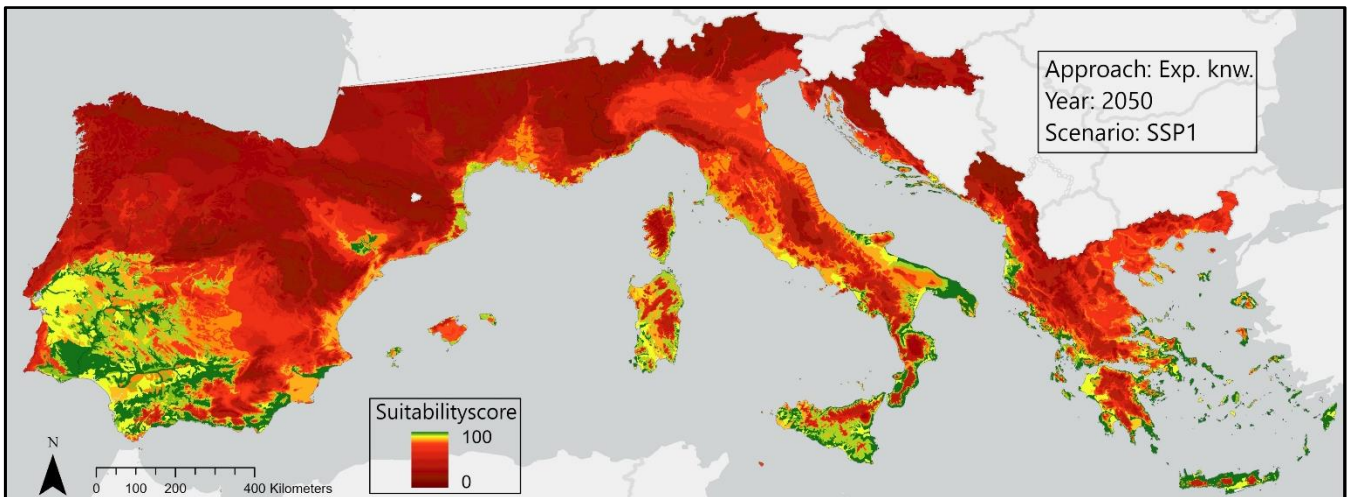 Approach: Exp. knw.
Year: 2050
Scenario: SSP1
Suitabilityscore
100
0
N
0 100 200 400 Kilometers